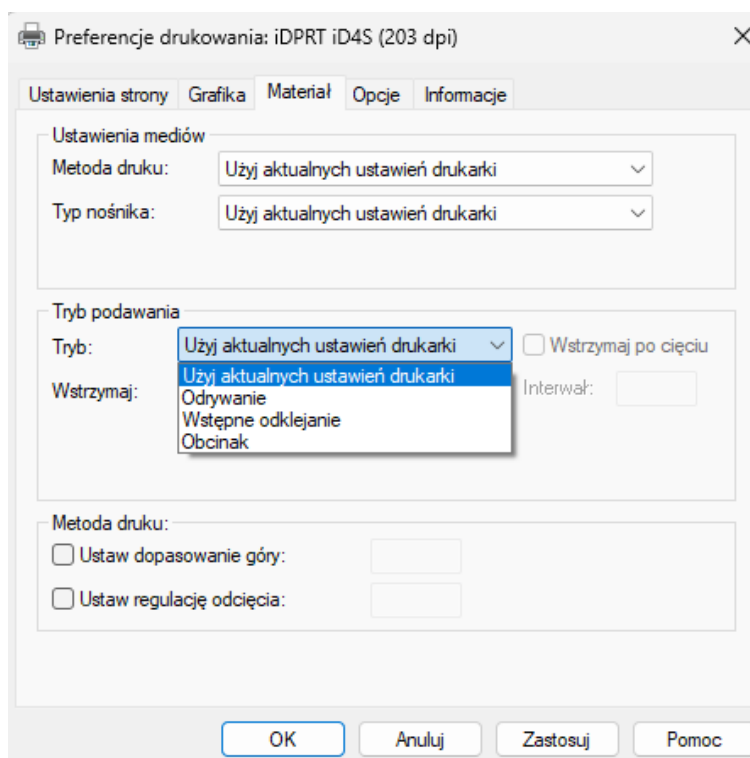 Preferencje drukowania: iDPRT iD4S (203 dpi)
Ustawienia strony Grafika Materiał Opcje Informacje
Ustawienia mediów
Metoda druku: Użyj aktualnych ustawień drukarki
Typ nośnika: Użyj aktualnych ustawień drukarki
Tryb podawania
Tryb: Użyj aktualnych ustawień drukarki Wstrzymaj po cięciu
Użyj aktualnych ustawień drukarki
Wstrzymaj: Odrywanie Interwał:
Wstępne odklejanie
Obcinak
Metoda druku:
Ustaw dopasowanie góry:
Ustaw regulację odcięcia:
OK Anuluj Zastosuj Pomoc